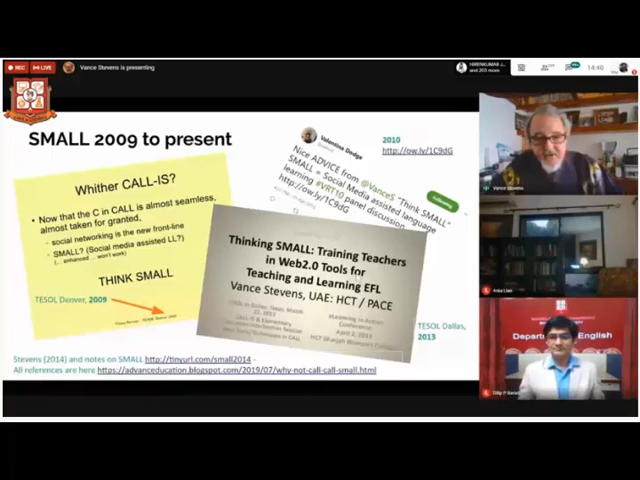 REC
LIVE
Vance Stevens is presenting
HIRENKUMAR J...
and 203 more
14:40
SMALL 2009 to present
Whither CALL-IS?
Now that the C in CALL is almost seamless,
almost taken for granted,
- social networking is the new front-line
- SMALL? (Social media assisted LL?)
(... enhanced ... won't work)
THINK SMALL
TESOL, Denver, 2009
Valentina Dodge
Nice ADVICE from @VanceS "Think SMALL"
SMALL = Social Media assisted language
learning #VRT10 panel discussion
http://ow.ly/1C9dG
Following
2010
http://ow.ly/1C9dG
Thinking SMALL: Training Teachers
in Web2.0 Tools for
Teaching and Learning EFL
Vance Stevens, UAE: HCT / PACE
TESOL Dallas,
2013
Stevens (2014) and notes on SMALL http://tinyurl.com/small2014 -
All references are here https://advanceducation.blogspot.com/2019/07/why-not-call-call-small.html
Vance Stevens
Department of English